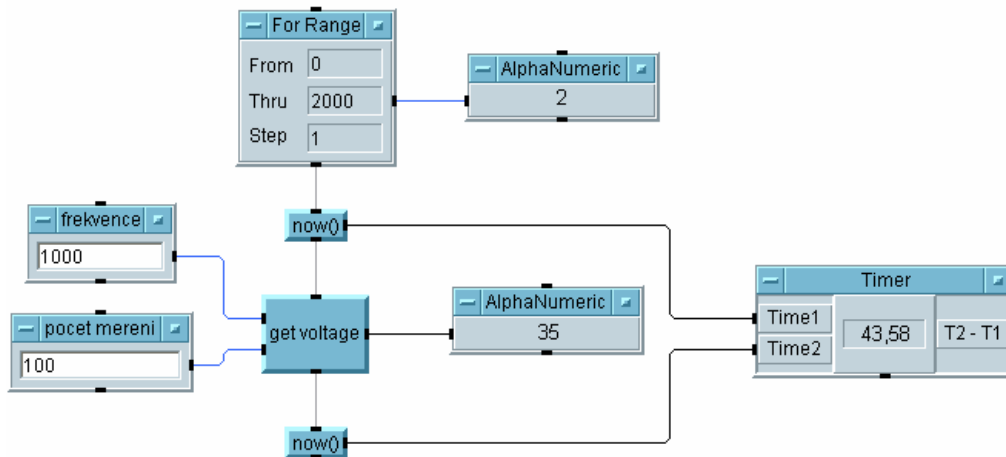 For Range
From 0
Thru 2000
Step 1
AlphaNumeric
2
now()
frekvence
1000
pocet mereni
100
get voltage
AlphaNumeric
35
Timer
Time1
Time2
43,58
T2 - T1
now()